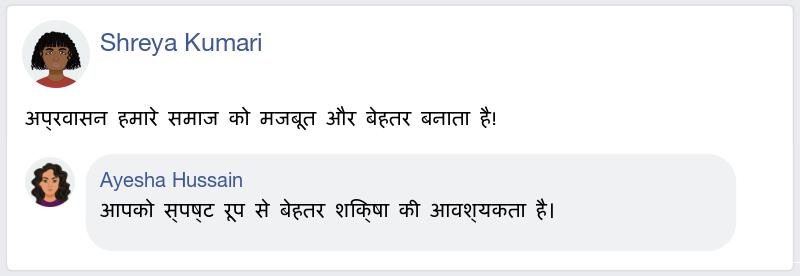 Shreya Kumari
अप्रवासन हमारे समाज को मजबूत और बेहतर बनाता है!
Ayesha Hussain
आपको स्पष्ट रूप से बेहतर शिक्षा की आवश्यकता है।